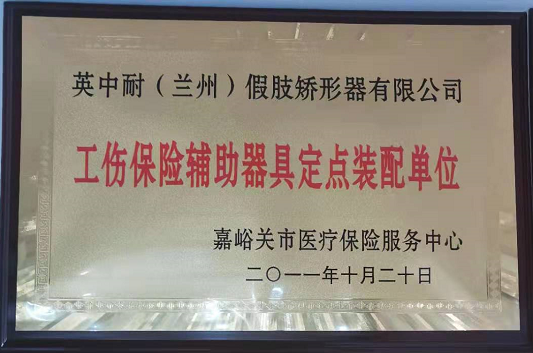 英中耐（兰州）假肢矫形器有限公司
工伤保险辅助器具定点装配单位
嘉峪关市医疗保险服务中心
二〇一一年十月二十日